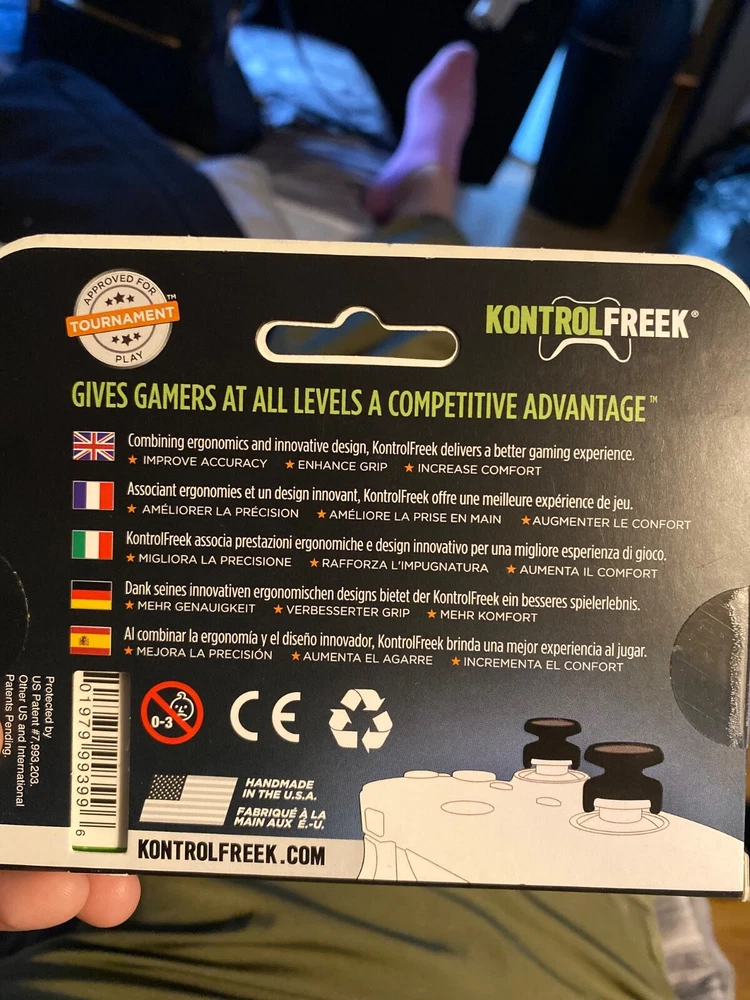 APPROVED FOR
TOURNAMENT™
PLAY
KONTROLFREEK®
GIVES GAMERS AT ALL LEVELS A COMPETITIVE ADVANTAGE™
Combining ergonomics and innovative design, KontrolFreek delivers a better gaming experience.
★ IMPROVE ACCURACY ★ ENHANCE GRIP ★ INCREASE COMFORT
Associant ergonomies et un design innovant, KontrolFreek offre une meilleure expérience de jeu.
★ AMÉLIORER LA PRÉCISION ★ AMÉLIORE LA PRISE EN MAIN ★ AUGMENTER LE CONFORT
KontrolFreek associa prestazioni ergonomiche e design innovativo per una migliore esperienza di gioco.
★ MIGLIORA LA PRECISIONE ★ RAFFORZA L'IMPUGNATURA ★ AUMENTA IL COMFORT
Dank seines innovativen ergonomischen designs bietet der KontrolFreek ein besseres spielerlebnis.
★ MEHR GENAUIGKEIT ★ VERBESSERTER GRIP ★ MEHR KOMFORT
Al combinar la ergonomía y el diseño innovador, KontrolFreek brinda una mejor experiencia al jugar.
★ MEJORA LA PRECISIÓN ★ AUMENTA EL AGARRE ★ INCREMENTA EL CONFORT
Protected by
US Patent #7,993,203.
Other US and International
Patents Pending.
0-3
CE
HANDMADE
IN THE U.S.A.
FABRIQUÉ À LA
MAIN AUX É.-U.
KONTROLFREEK.COM